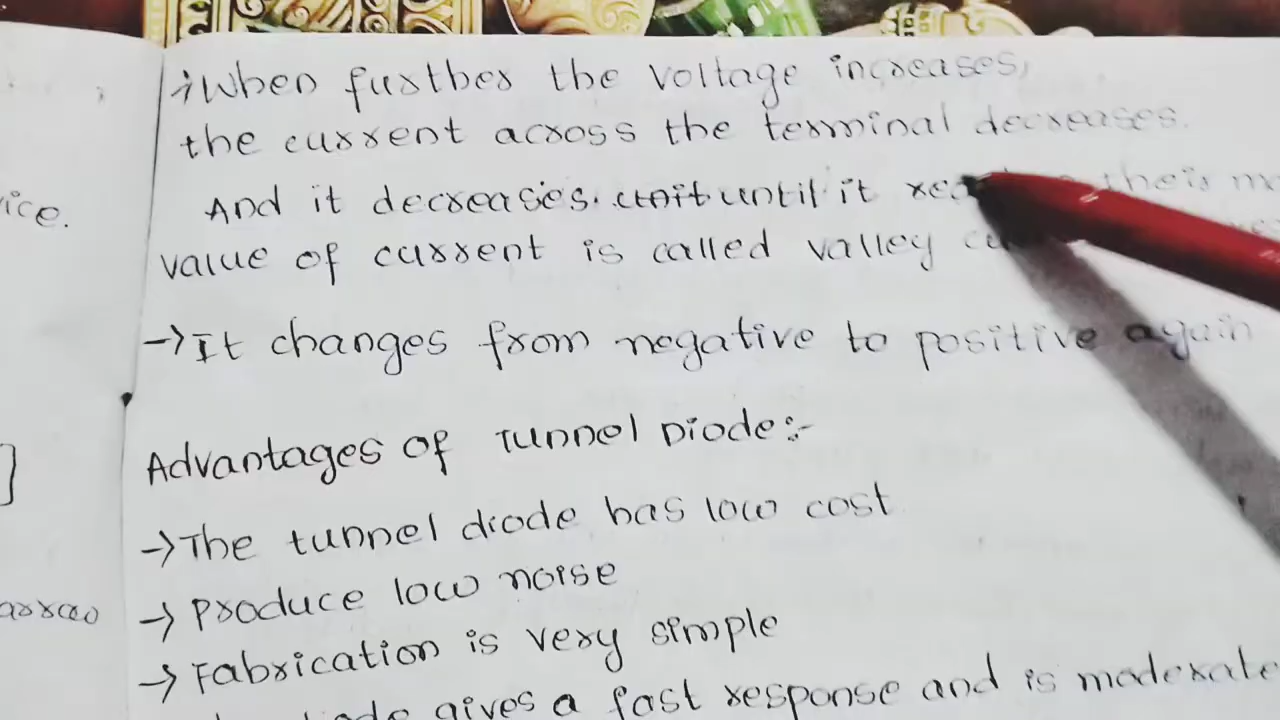 ice.
]
When further the voltage increases,
the current across the terminal decreases.
And it decreases. until it their
value of current is called valley
→ It changes from negative to positive again
Advantages of Tunnel Diode:-
→ The tunnel diode has low cost
→ Produce low noise
→ Fabrication is very simple
gives a fast response and is moderate